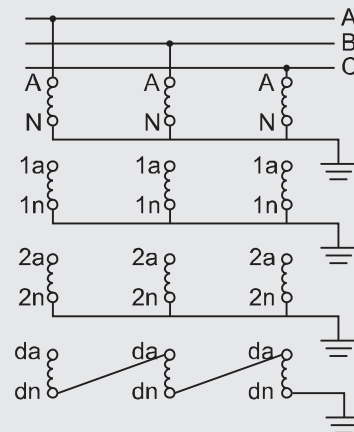 A
B
C
A A A
N N N
1a 1a 1a
1n 1n 1n
2a 2a 2a
2n 2n 2n
da da da
dn dn dn